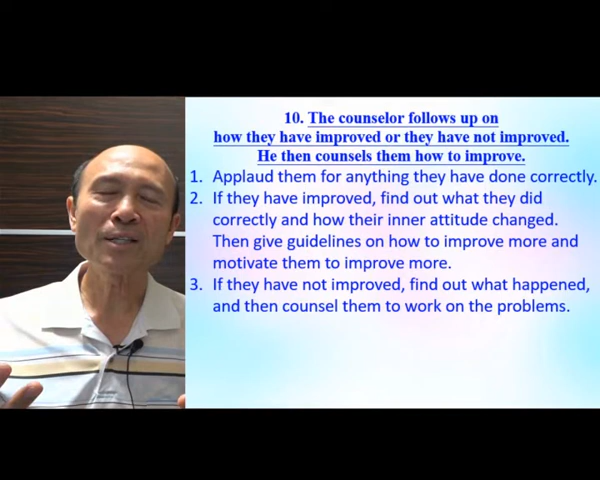 10. The counselor follows up on
how they have improved or they have not improved.
He then counsels them how to improve.
1. Applaud them for anything they have done correctly.
2. If they have improved, find out what they did
correctly and how their inner attitude changed.
Then give guidelines on how to improve more and
motivate them to improve more.
3. If they have not improved, find out what happened,
and then counsel them to work on the problems.